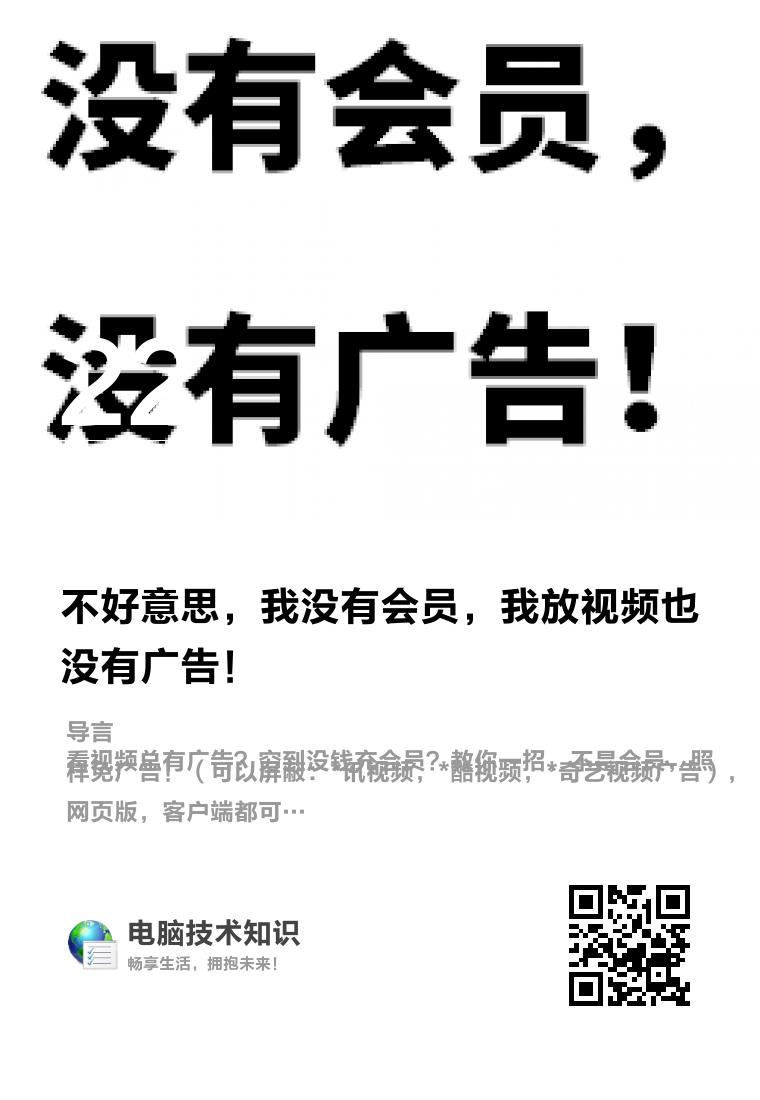 没有会员，
没有广告！
22
不好意思，我没有会员，我放视频也
没有广告！
导言
看视频总有广告？穷到没钱充会员？教你一招，不是会员，照
样免广告！（可以屏蔽：*讯视频，*酷视频，*奇艺视频广告），
网页版，客户端都可…
电脑技术知识
畅享生活，拥抱未来！